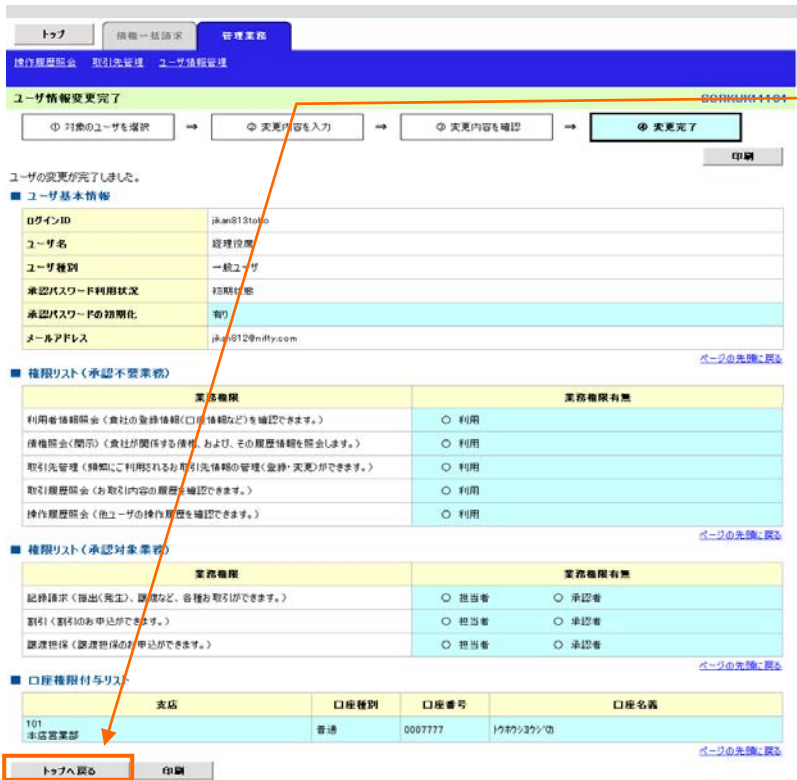 トップ 債権一括請求 管理業務
操作履歴照会 取引先管理 ユーザ情報管理
ユーザ情報変更完了
① 対象のユーザを選択 ➡ ② 変更内容を入力 ➡ ③ 変更内容を確認 ➡ ④ 変更完了
印刷
ユーザの変更が完了しました。
■ ユーザ基本情報
ログインID jikan813toho
ユーザ名 経理役席
ユーザ種別 一般ユーザ
承認パスワード利用状況 初期状態
承認パスワードの初期化 有り
メールアドレス jikan812@nifty.com
ページの先頭に戻る
■ 権限リスト(承認不要業務)
業務権限 業務権限有無
利用者情報照会(貴社の登録情報(口座情報など)を確認できます。) ○ 利用
債権照会(開示)(貴社が関係する債権、および、その履歴情報を照会します。) ○ 利用
取引先管理(頻繁にご利用されるお取引先情報の管理(登録・変更)ができます。) ○ 利用
取引履歴照会(お取引内容の履歴を確認できます。) ○ 利用
操作履歴照会(他ユーザの操作履歴を確認できます。) ○ 利用
ページの先頭に戻る
■ 権限リスト(承認対象業務)
業務権限 業務権限有無
記録請求(振出(発生)、譲渡など、各種お取引ができます。) ○ 担当者 ○ 承認者
割引(割引のお申込ができます。) ○ 担当者 ○ 承認者
譲渡担保(譲渡担保のお申込ができます。) ○ 担当者 ○ 承認者
ページの先頭に戻る
■ 口座権限付与リスト
支店 口座種別 口座番号 口座名義
101
本店営業部 普通 0007777 トウホウシヨウジ(カ
ページの先頭に戻る
トップへ戻る 印刷